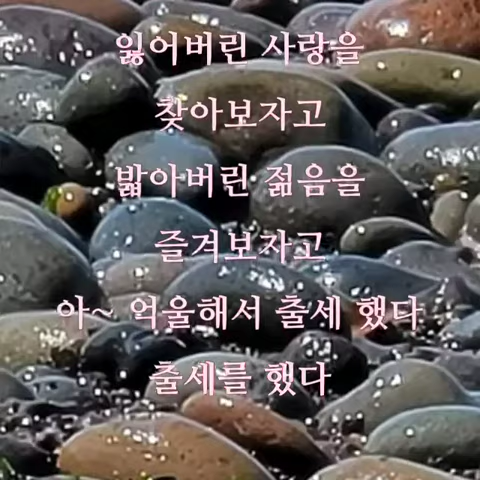 잃어버린 사랑을
찾아보자고
밟아버린 젊음을
즐겨보자고
아~ 억울해서 출세 했다
출세를 했다